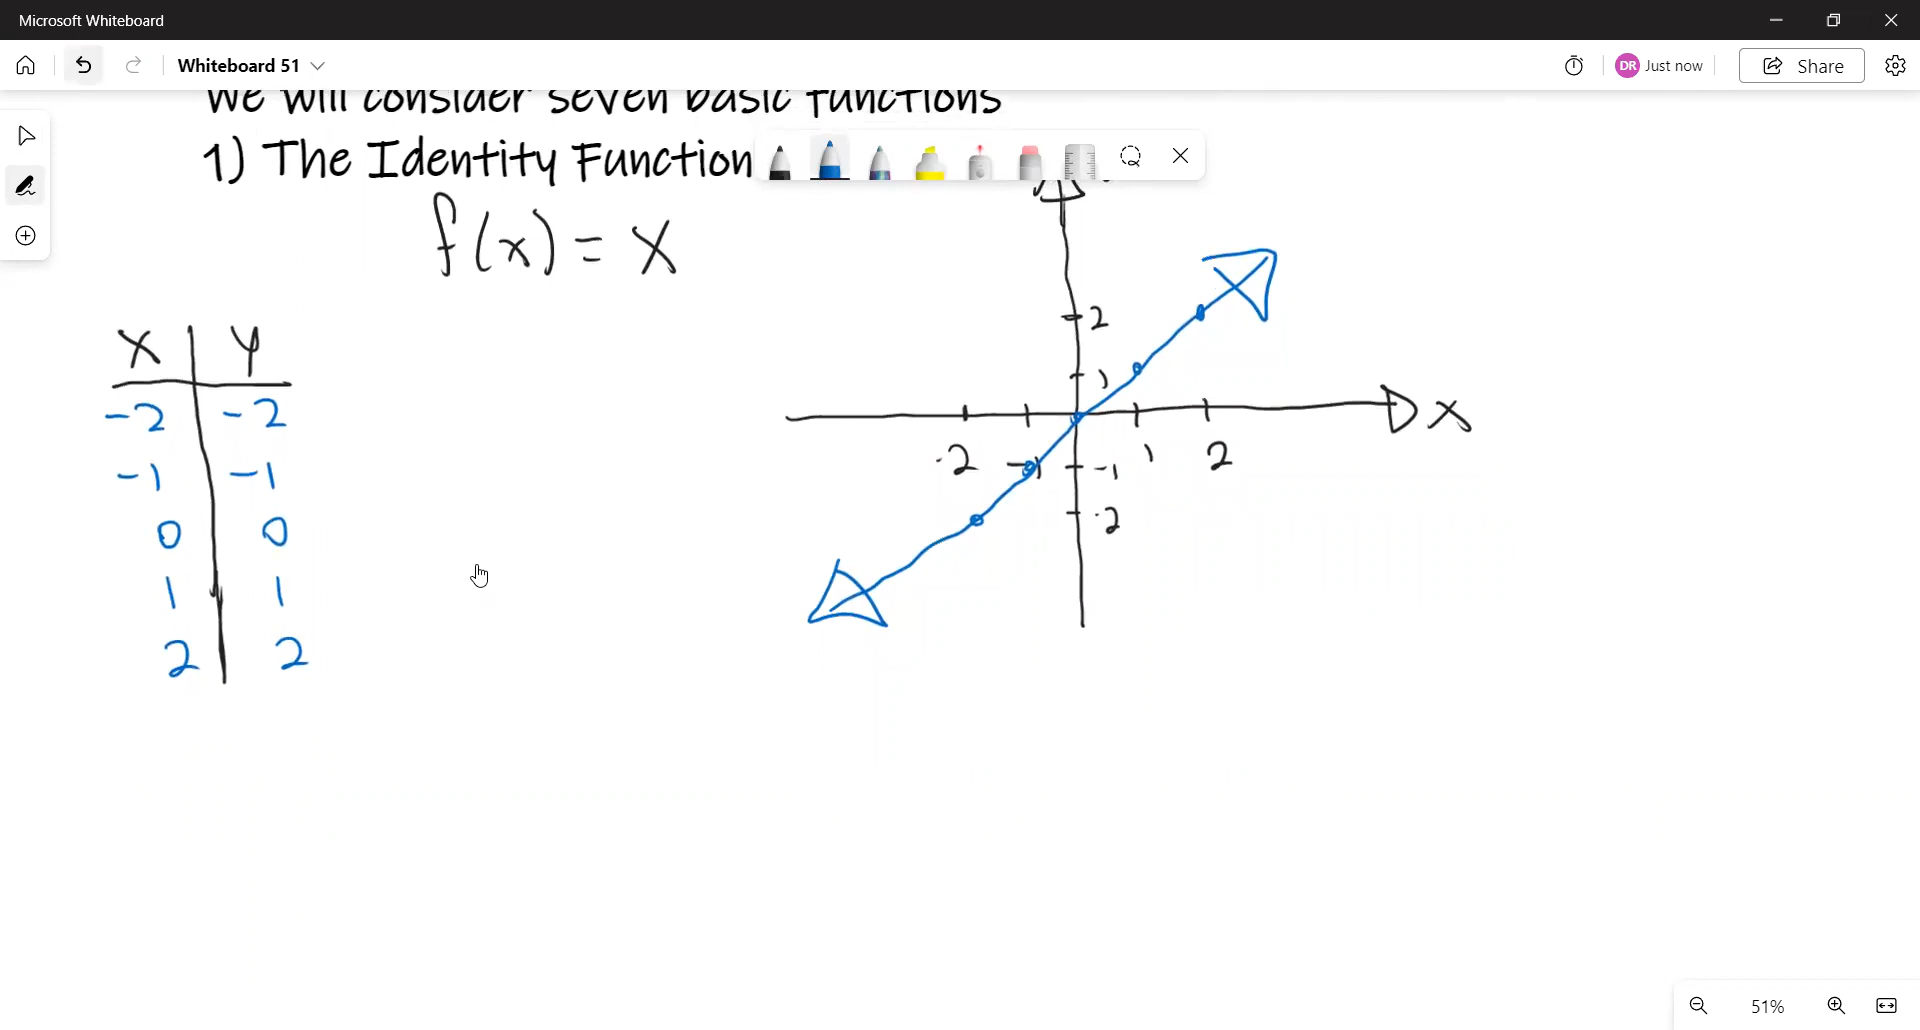 Microsoft Whiteboard
Whiteboard 51
DR Just now
Share
We will consider seven basic functions
1) The Identity Function
f(x) = x
x y
-2 -2
-1 -1
0 0
1 1
2 2
2
1
x
-2 -1 -1 1 2
-2
51%